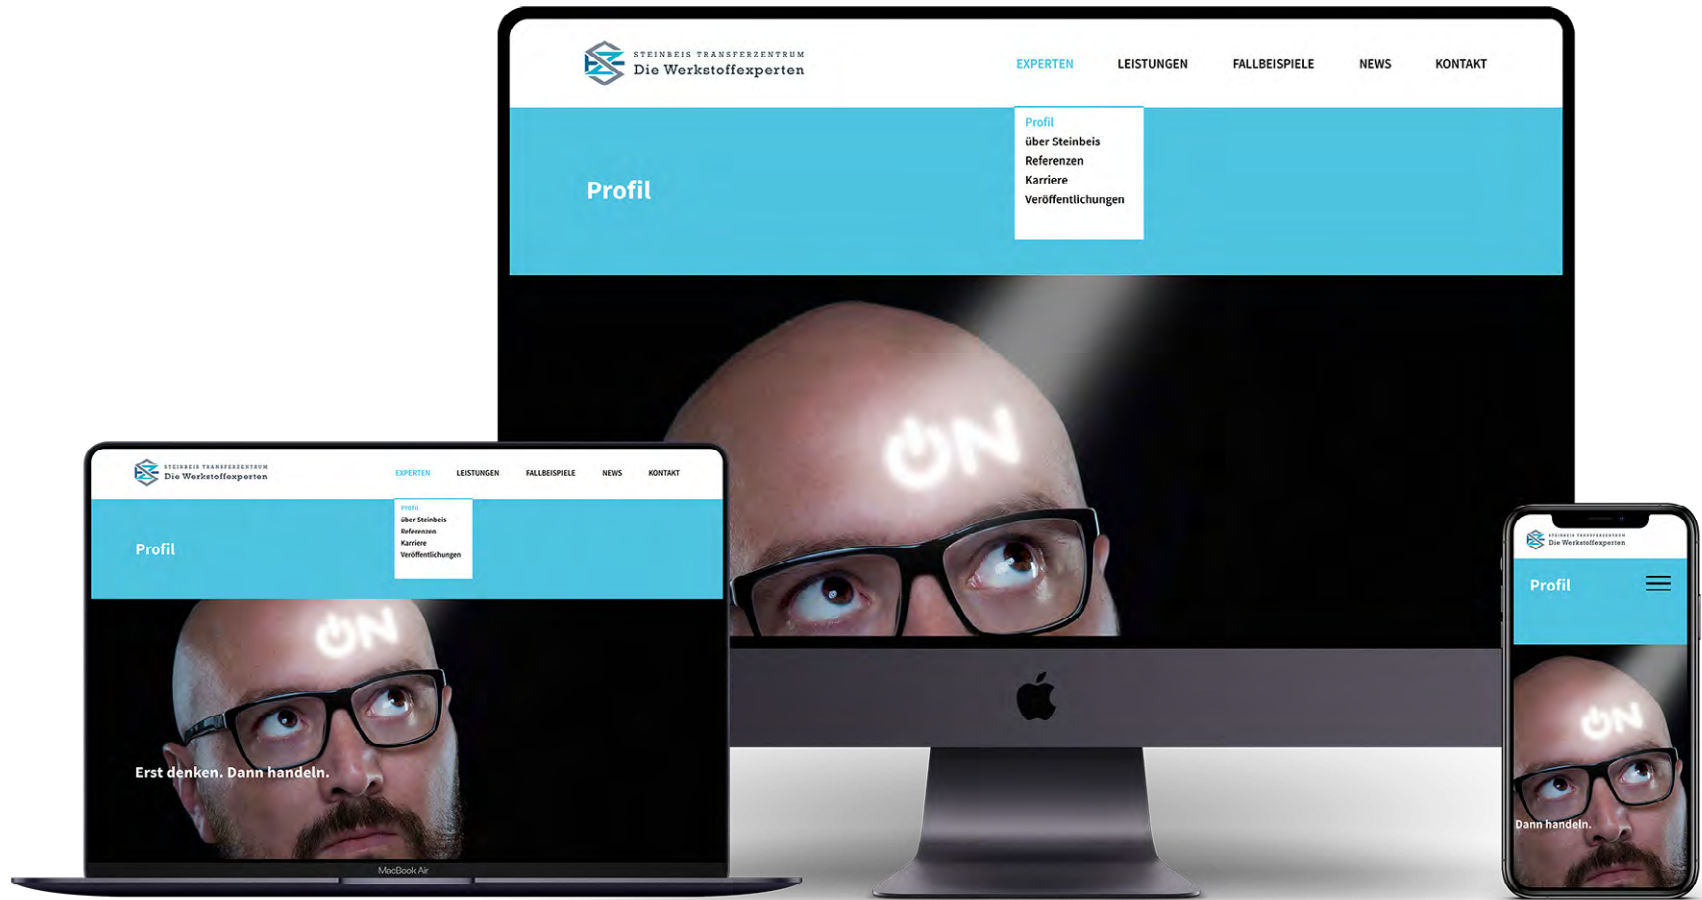 STEINBEIS TRANSFERZENTRUM
Die Werkstoffexperten
EXPERTEN LEISTUNGEN FALLBEISPIELE NEWS KONTAKT
Profil
über Steinbeis
Referenzen
Karriere
Veröffentlichungen
Profil
ON
STEINBEIS TRANSFERZENTRUM
Die Werkstoffexperten
EXPERTEN LEISTUNGEN FALLBEISPIELE NEWS KONTAKT
Profil
über Steinbeis
Referenzen
Karriere
Veröffentlichungen
Profil
ON
Erst denken. Dann handeln.
MacBook Air
STEINBEIS TRANSFERZENTRUM
Die Werkstoffexperten
Profil
ON
Dann handeln.